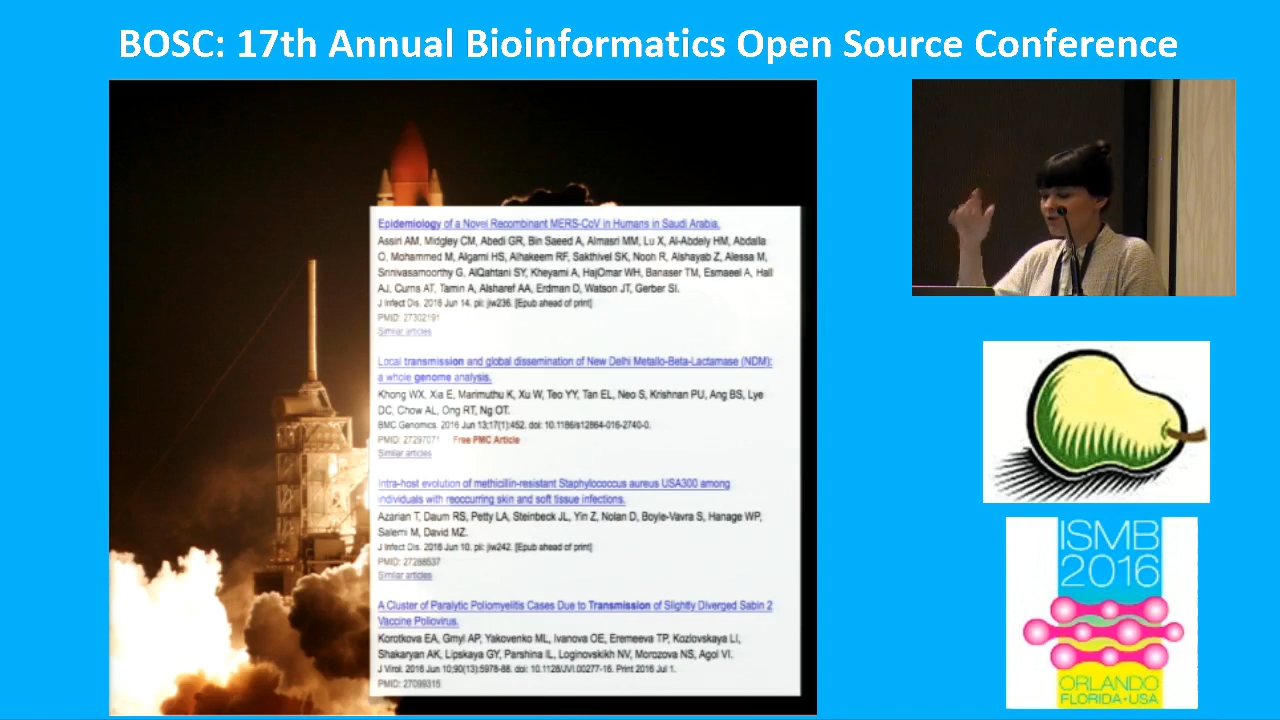 BOSC: 17th Annual Bioinformatics Open Source Conference
Epidemiology of a Novel Recombinant MERS-CoV in Humans in Saudi Arabia.
Assiri AM, Midgley CM, Abedi GR, Bin Saeed A, Almasri MM, Lu X, Al-Abdely HM, Abdalla
O, Mohammed M, Algarni HS, Alhakeem RF, Sakthivel SK, Nooh R, Alshayab Z, Alessa M,
Srinivasamoorthy G, AlQahtani SY, Kheyami A, HajOmar WH, Banaser TM, Esmaeel A, Hall
AJ, Curns AT, Tamin A, Alsharef AA, Erdman D, Watson JT, Gerber SI.
J Infect Dis. 2016 Jun 14. pii: jiw236. [Epub ahead of print]
PMID: 27302191
Similar articles
Local transmission and global dissemination of New Delhi Metallo-Beta-Lactamase (NDM):
a whole genome analysis.
Khong WX, Xia E, Marimuthu K, Xu W, Teo YY, Tan EL, Neo S, Krishnan PU, Ang BS, Lye
DC, Chow AL, Ong RT, Ng OT.
BMC Genomics. 2016 Jun 13;17(1):452. doi: 10.1186/s12864-016-2740-0.
PMID: 27297071 Free PMC Article
Similar articles
Intra-host evolution of methicillin-resistant Staphylococcus aureus USA300 among
individuals with reoccurring skin and soft tissue infections.
Azarian T, Daum RS, Petty LA, Steinbeck JL, Yin Z, Nolan D, Boyle-Vavra S, Hanage WP,
Salemi M, David MZ.
J Infect Dis. 2016 Jun 10. pii: jiw242. [Epub ahead of print]
PMID: 27288537
Similar articles
A Cluster of Paralytic Poliomyelitis Cases Due to Transmission of Slightly Diverged Sabin 2
Vaccine Poliovirus.
Korotkova EA, Gmyl AP, Yakovenko ML, Ivanova OE, Eremeeva TP, Kozlovskaya LI,
Shakaryan AK, Lipskaya GY, Parshina IL, Loginovskikh NV, Morozova NS, Agol VI.
J Virol. 2016 Jun 10;90(13):5978-88. doi: 10.1128/JVI.00277-16. Print 2016 Jul 1.
PMID: 27099315
ISMB
2016
ORLANDO
FLORIDA•USA